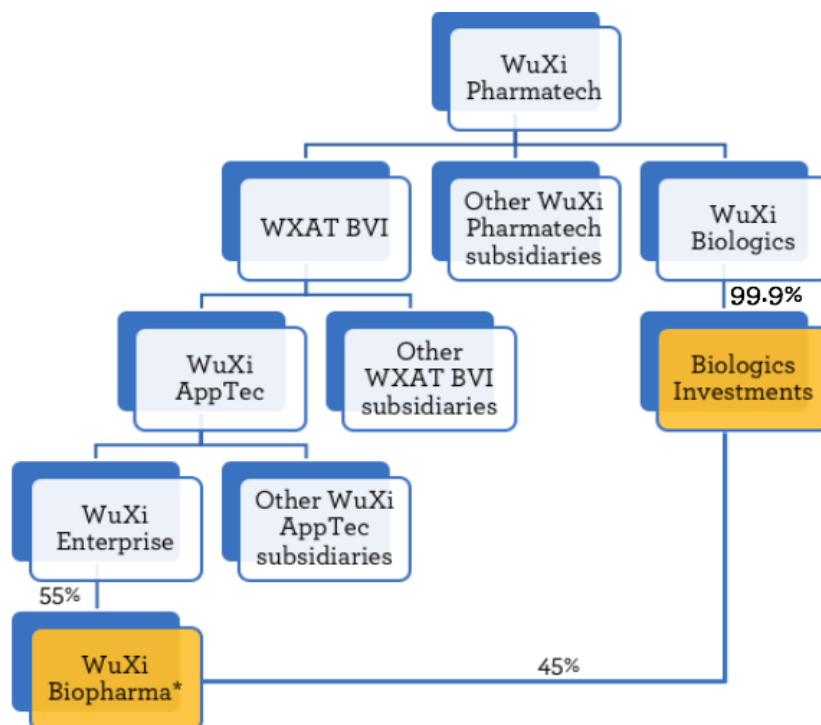 WuXi
Pharmatech
WXAT BVI
Other WuXi
Pharmatech
subsidiaries
WuXi
Biologics
99.9%
WuXi
AppTec
Other
WXAT BVI
subsidiaries
Biologics
Investments
WuXi
Enterprise
Other WuXi
AppTec
subsidiaries
55%
WuXi
Biopharma*
45%